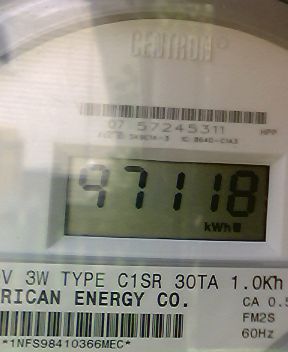 CENTRON®
07 57245311
HPP
97118
kWh
V 3W TYPE C1SR 30TA 1.0Kh
RICAN ENERGY CO.
CA 0.5
FM2S
60Hz
*1NFS98410366MEC*